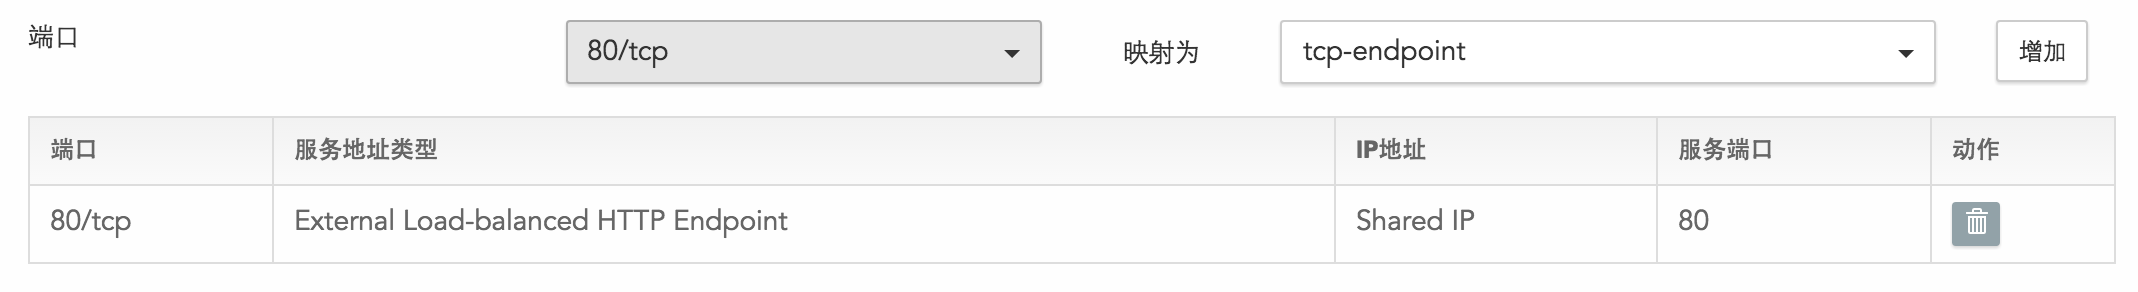 端口 80/tcp 映射为 tcp-endpoint 增加
端口 服务地址类型 IP地址 服务端口 动作
80/tcp External Load-balanced HTTP Endpoint Shared IP 80